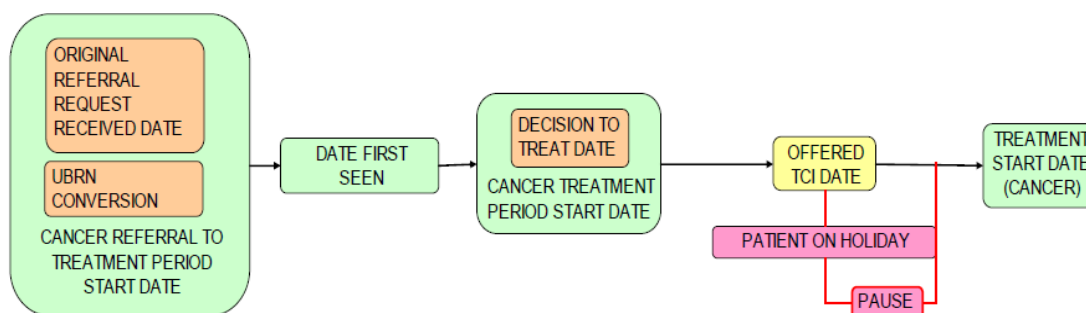 ORIGINAL
REFERRAL
REQUEST
RECEIVED DATE
UBRN
CONVERSION
CANCER REFERRAL TO
TREATMENT PERIOD
START DATE
DATE FIRST
SEEN
DECISION TO
TREAT DATE
CANCER TREATMENT
PERIOD START DATE
OFFERED
TCI DATE
PATIENT ON HOLIDAY
PAUSE
TREATMENT
START DATE
(CANCER)